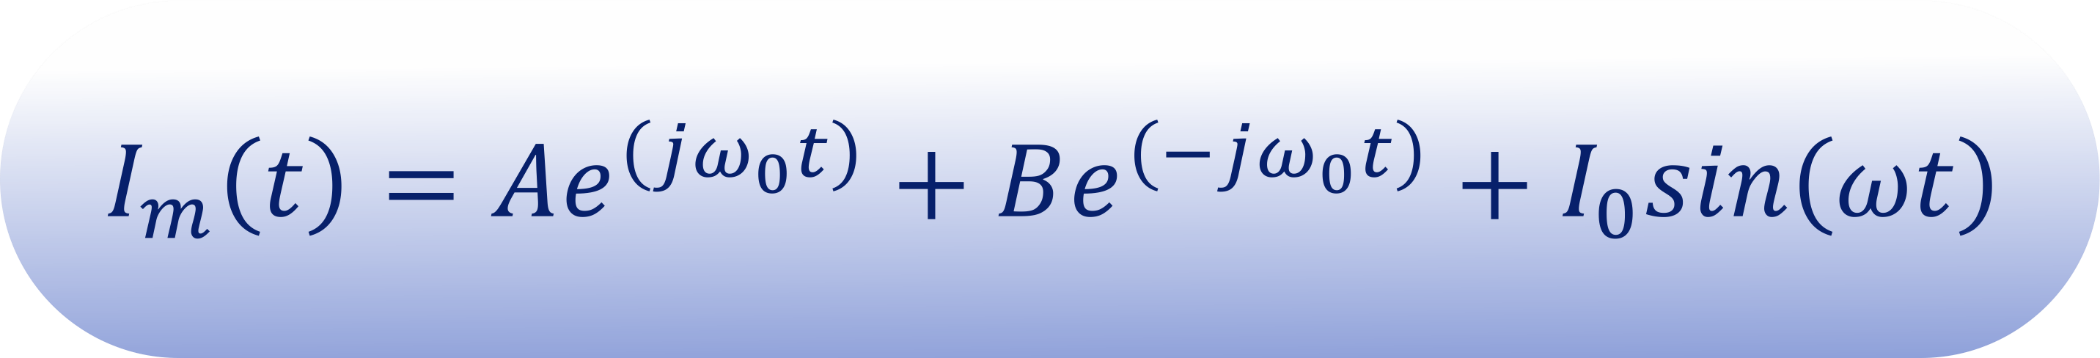 I_m(t) = Ae^{(jω_0t)} + Be^{(-jω_0t)} + I_0sin(ωt)